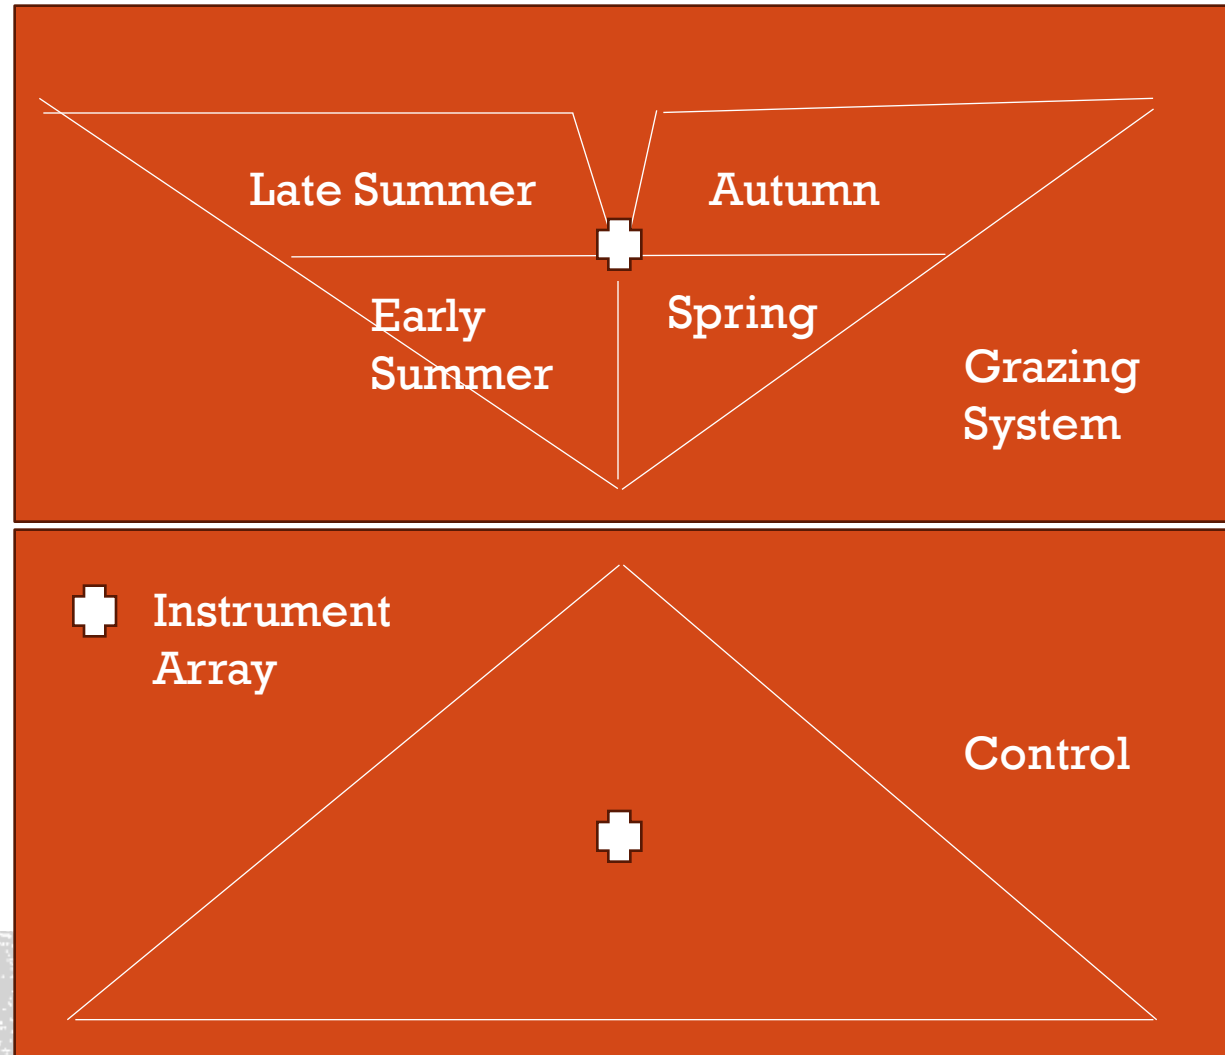 Late Summer
Autumn
Early
Summer
Spring
Grazing
System
Instrument
Array
Control